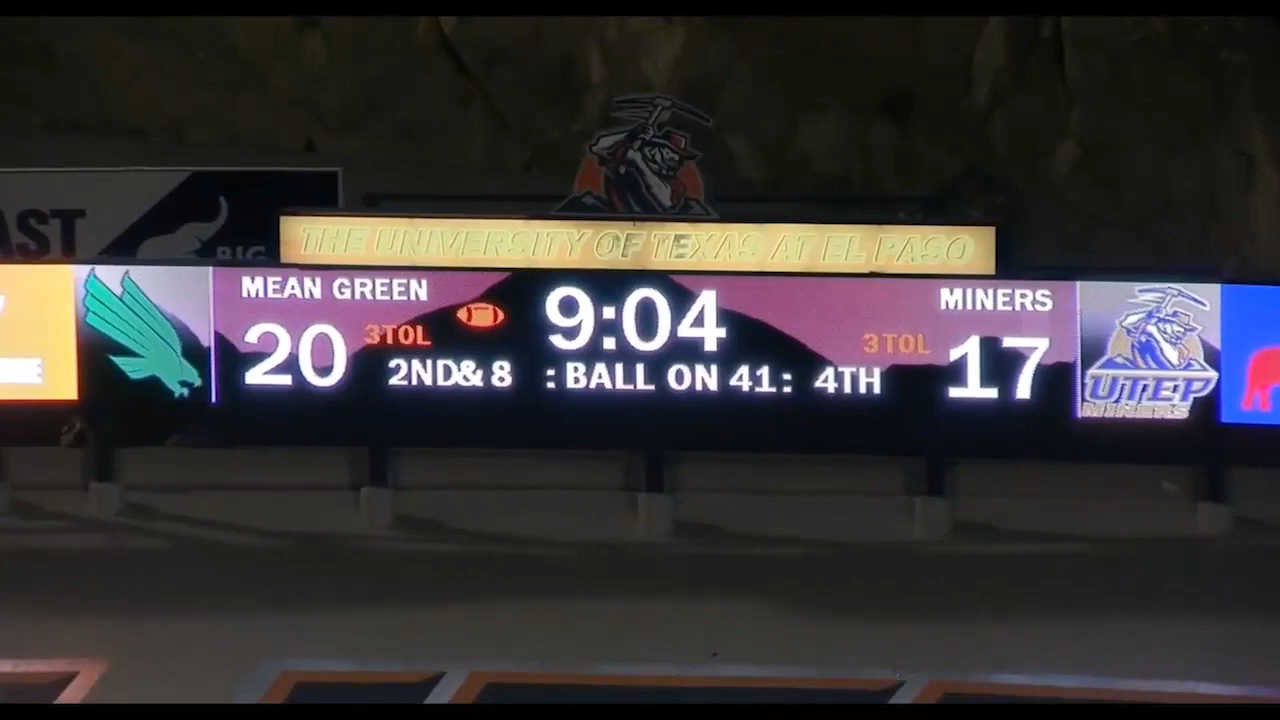 AST
BIG
THE UNIVERSITY OF TEXAS AT EL PASO
MEAN GREEN
9:04
MINERS
20
3TOL
3TOL
17
2ND& 8 : BALL ON 41: 4TH
UTEP
MINERS